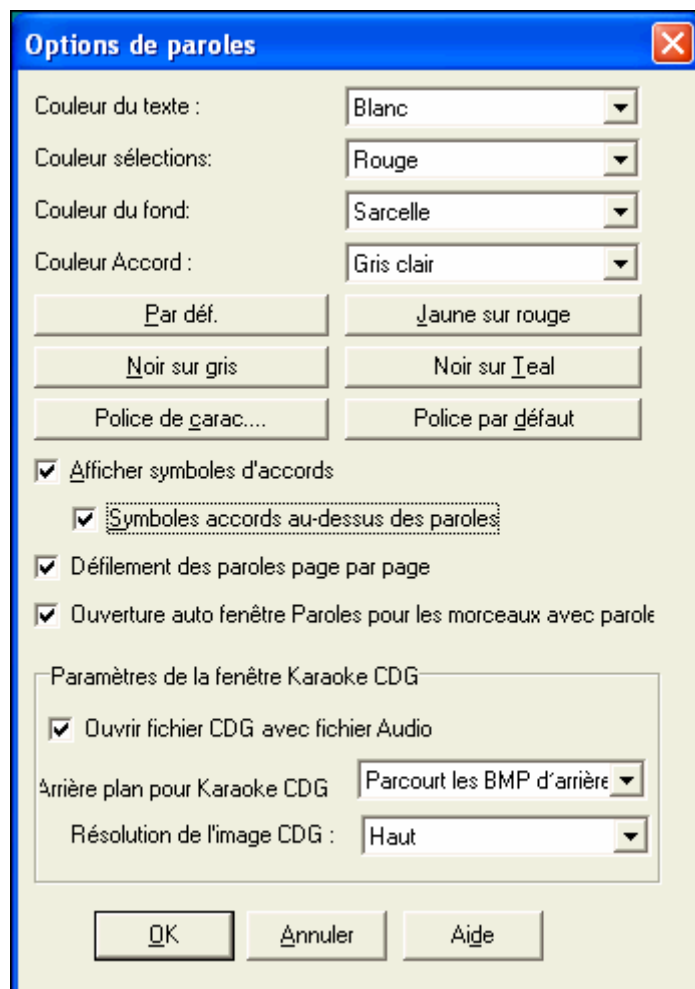 Options de paroles
Couleur du texte : Blanc
Couleur sélections: Rouge
Couleur du fond: Sarcelle
Couleur Accord : Gris clair
Par déf. Jaune sur rouge
Noir sur gris Noir sur Teal
Police de carac.... Police par défaut
Afficher symboles d'accords
Symboles accords au-dessus des paroles
Défilement des paroles page par page
Ouverture auto fenêtre Paroles pour les morceaux avec parole
Paramètres de la fenêtre Karaoke CDG
Ouvrir fichier CDG avec fichier Audio
Arrière plan pour Karaoke CDG Parcourt les BMP d´arrière
Résolution de l'image CDG : Haut
OK Annuler Aide